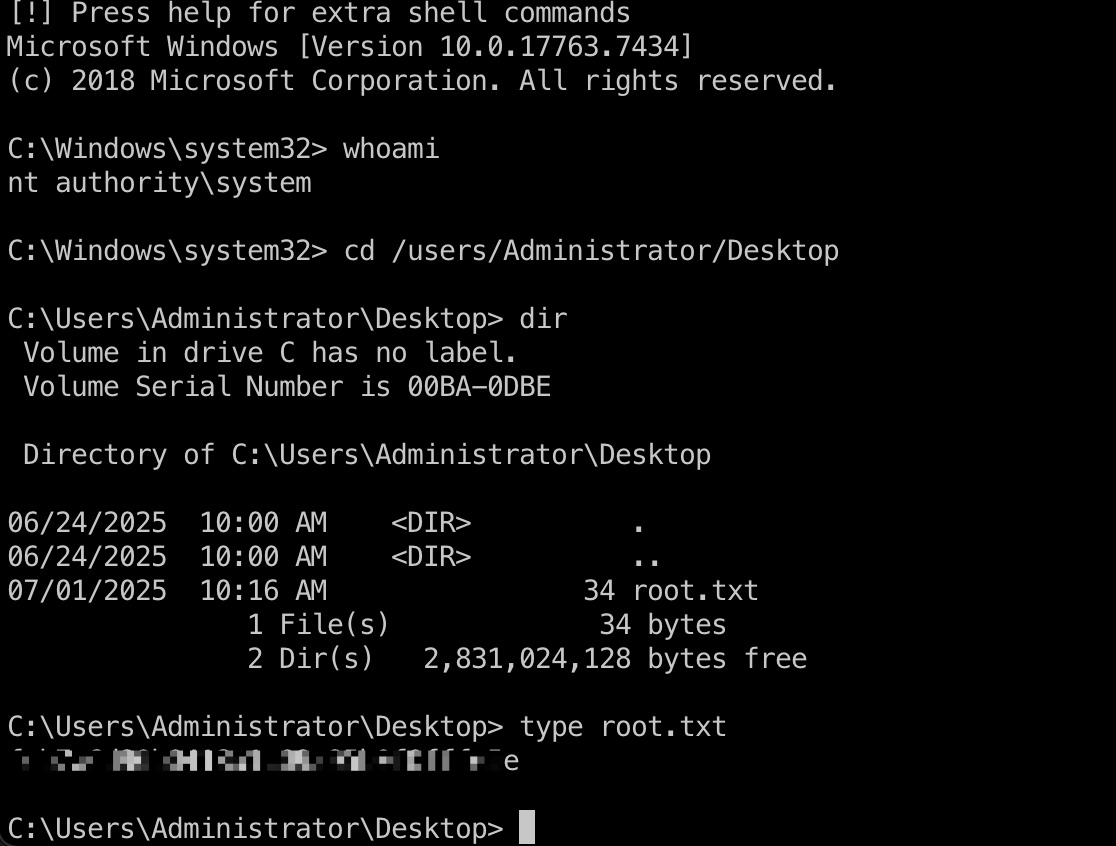 [!] Press help for extra shell commands
Microsoft Windows [Version 10.0.17763.7434]
(c) 2018 Microsoft Corporation. All rights reserved.
C:\Windows\system32> whoami
nt authority\system
C:\Windows\system32> cd /users/Administrator/Desktop
C:\Users\Administrator\Desktop> dir
 Volume in drive C has no label.
 Volume Serial Number is 00BA-0DBE
 Directory of C:\Users\Administrator\Desktop
06/24/2025  10:00 AM    <DIR>          .
06/24/2025  10:00 AM    <DIR>          ..
07/01/2025  10:16 AM                34 root.txt
               1 File(s)             34 bytes
               2 Dir(s)   2,831,024,128 bytes free
C:\Users\Administrator\Desktop> type root.txt
C:\Users\Administrator\Desktop>